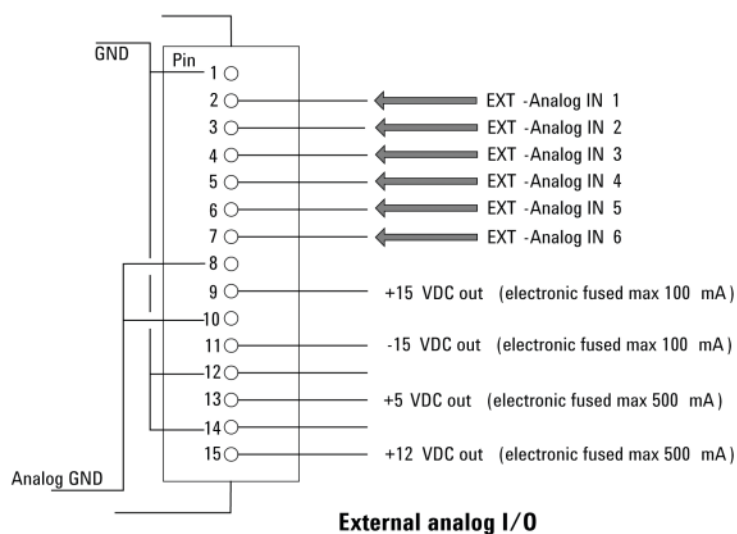 GND
Pin
1
2 EXT -Analog IN 1
3 EXT -Analog IN 2
4 EXT -Analog IN 3
5 EXT -Analog IN 4
6 EXT -Analog IN 5
7 EXT -Analog IN 6
8
9 +15 VDC out (electronic fused max 100 mA)
10
11 -15 VDC out (electronic fused max 100 mA)
12
13 +5 VDC out (electronic fused max 500 mA)
14
15 +12 VDC out (electronic fused max 500 mA)
Analog GND
External analog I/O